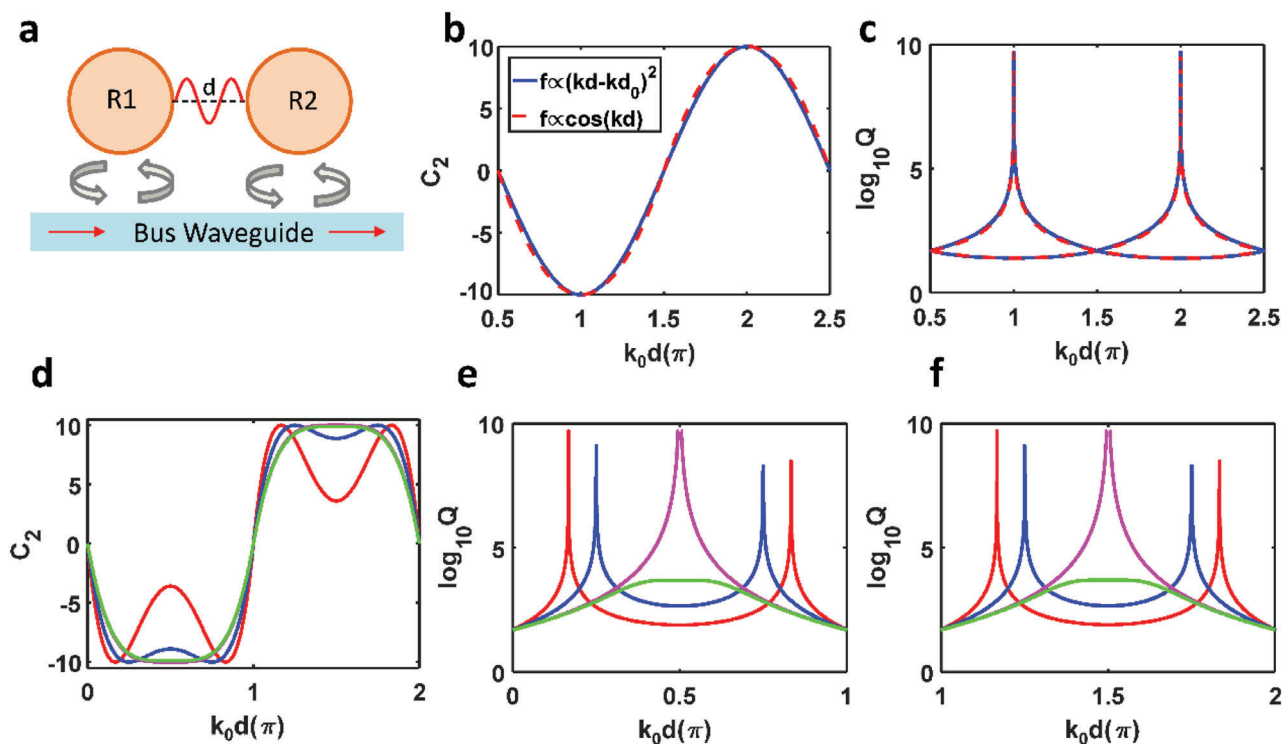 a
R1
d
R2
Bus Waveguide
b
C2
10
5
0
-5
-10
f∝(kd-kd0)2
f∝cos(kd)
0.5 1 1.5 2 2.5
k0d(π)
c
log10Q
10
5
0
0.5 1 1.5 2 2.5
k0d(π)
d
C2
10
5
0
-5
-10
0 1 2
k0d(π)
e
log10Q
10
5
0
0 0.5 1
k0d(π)
f
log10Q
10
5
0
1 1.5 2
k0d(π)